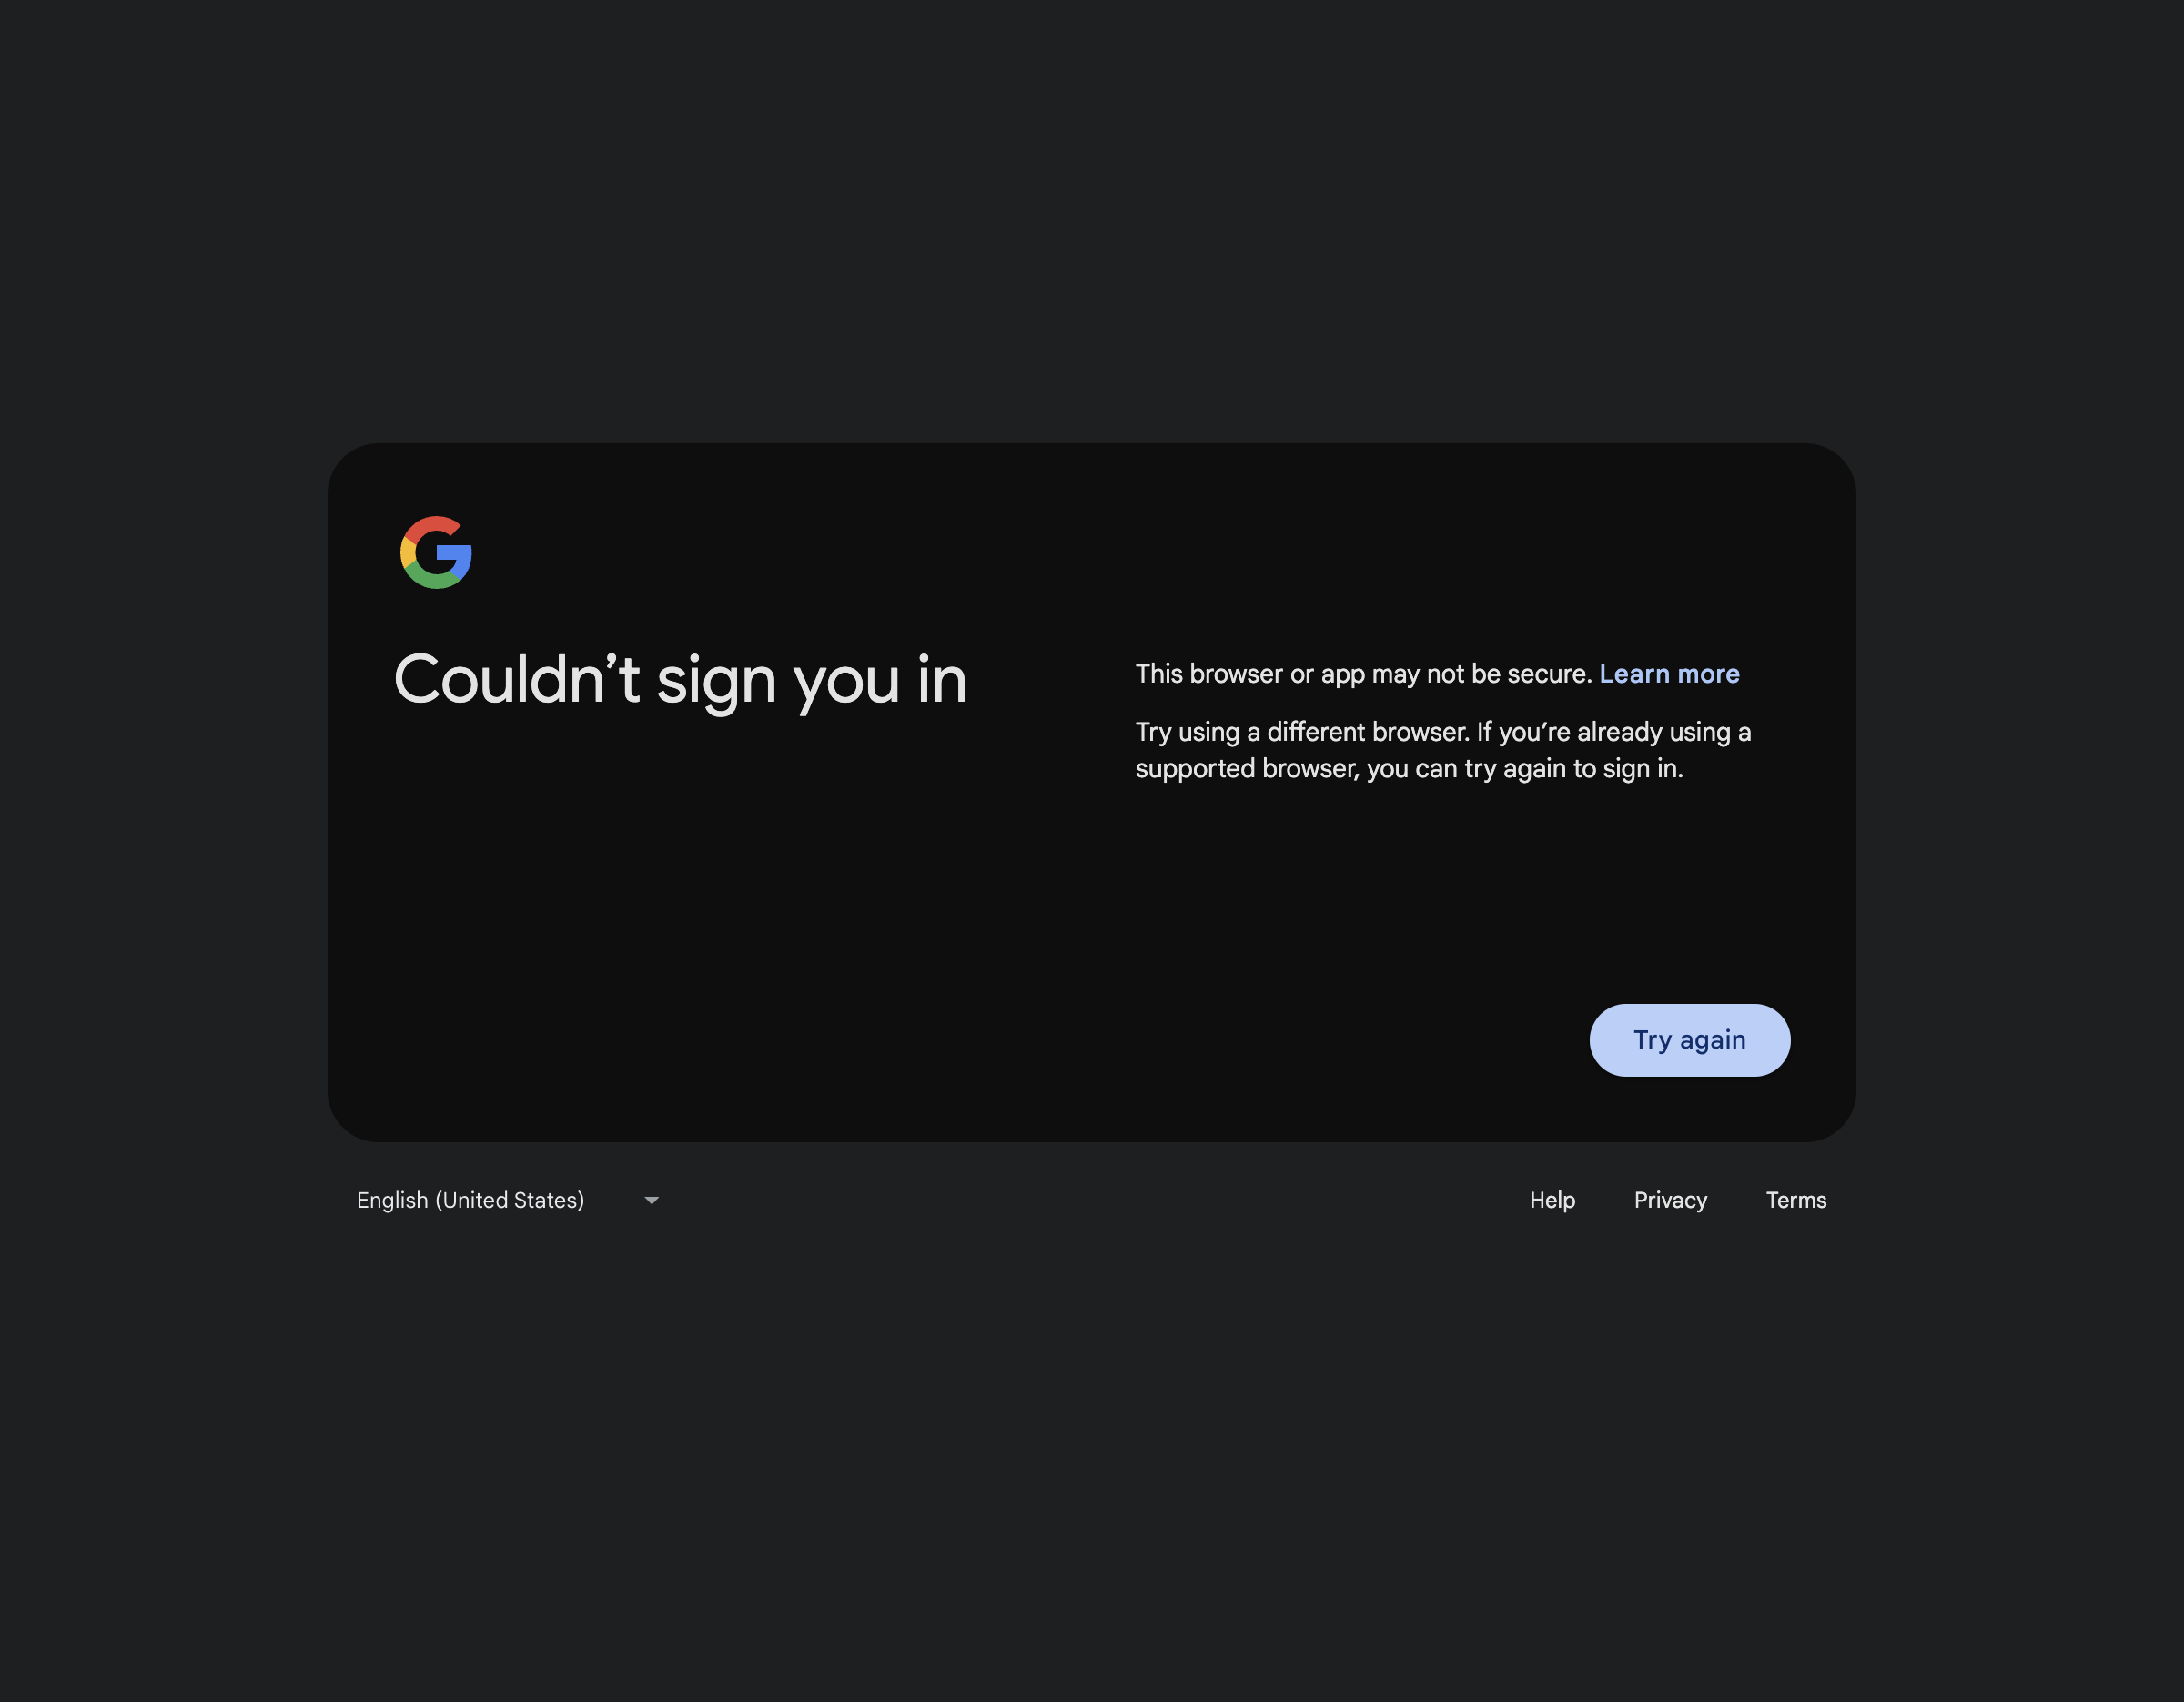 Couldn’t sign you in
This browser or app may not be secure. Learn more
Try using a different browser. If you’re already using a
supported browser, you can try again to sign in.
Try again
English (United States)
Help Privacy Terms